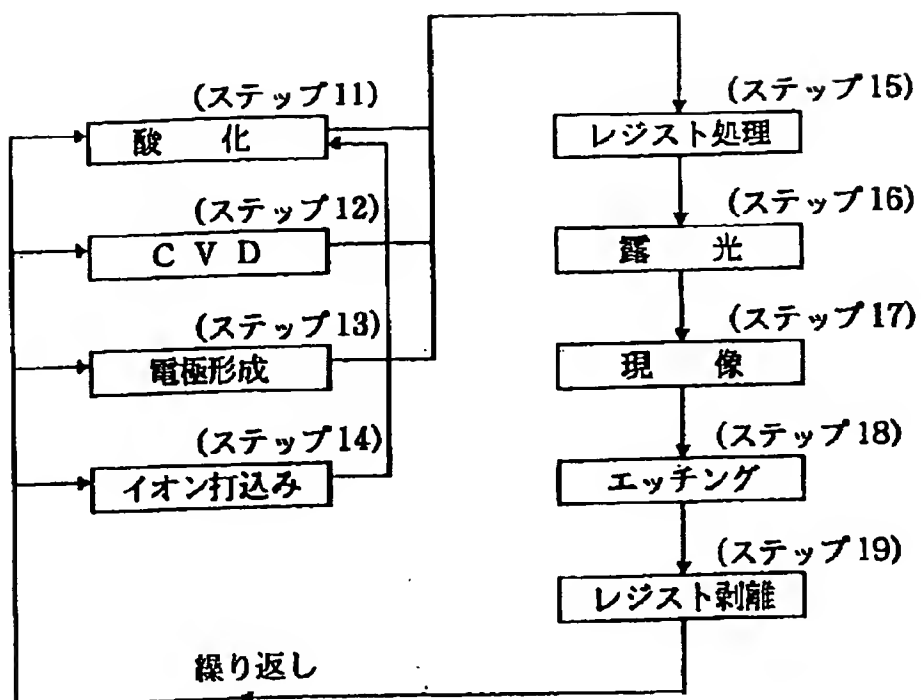 (ステップ11)
酸 化
(ステップ12)
C V D
(ステップ13)
電極形成
(ステップ14)
イオン打込み
(ステップ15)
レジスト処理
(ステップ16)
露 光
(ステップ17)
現 像
(ステップ18)
エッチング
(ステップ19)
レジスト剥離
繰り返し